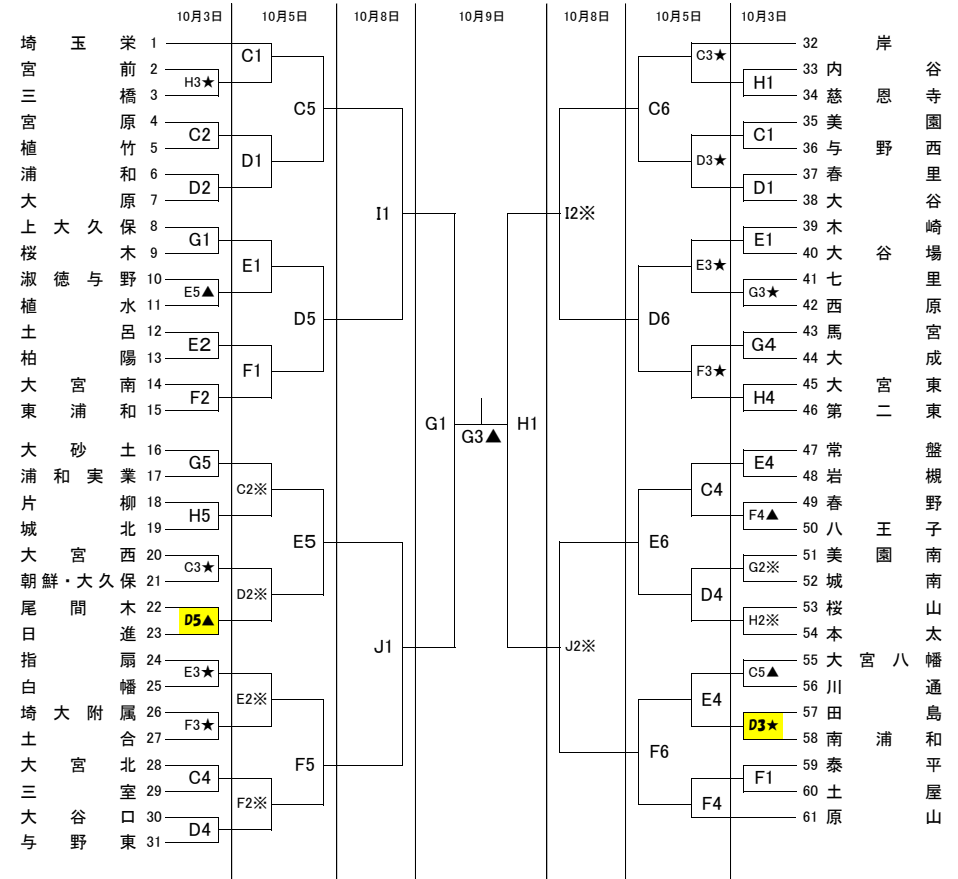 10月3日 10月5日 10月8日 10月9日 10月8日 10月5日 10月3日
埼玉栄 1
宮前 2
三橋 3
宮原 4
植竹 5
浦和 6
大原 7
上大久保 8
桜木 9
淑徳与野 10
植水 11
土呂 12
柏陽 13
大宮南 14
東浦和 15
大砂土 16
浦和実業 17
片柳 18
城北 19
大宮西 20
朝鮮・大久保 21
尾間木 22
日進 23
指扇 24
白幡 25
埼大附属 26
土合 27
大宮北 28
三室 29
大谷口 30
与野東 31
H3★
C2
D2
G1
E5▲
E2
F2
G5
H5
C3★
D5▲
E3★
F3★
C4
D4
C1
D1
E1
F1
C2※
D2※
E2※
F2※
C5
D5
E5
F5
I1
J1
G1
G3▲
H1
I2※
J2※
C6
D6
E6
F6
C3★
D3★
E3★
F3★
C4
D4
E4
F4
H1
C1
D1
E1
G3★
G4
H4
E4
F4▲
G2※
H2※
C5▲
D3★
F1
32 岸
33 内谷
34 慈恩寺
35 美園
36 与野西
37 春里
38 大谷
39 木崎
40 大谷場
41 七里
42 西原
43 馬宮
44 大成
45 大宮東
46 第二東
47 常盤
48 岩槻
49 春野
50 八王子
51 美園南
52 城南
53 桜山
54 本太
55 大宮八幡
56 川通
57 田島
58 南浦和
59 泰平
60 土屋
61 原山